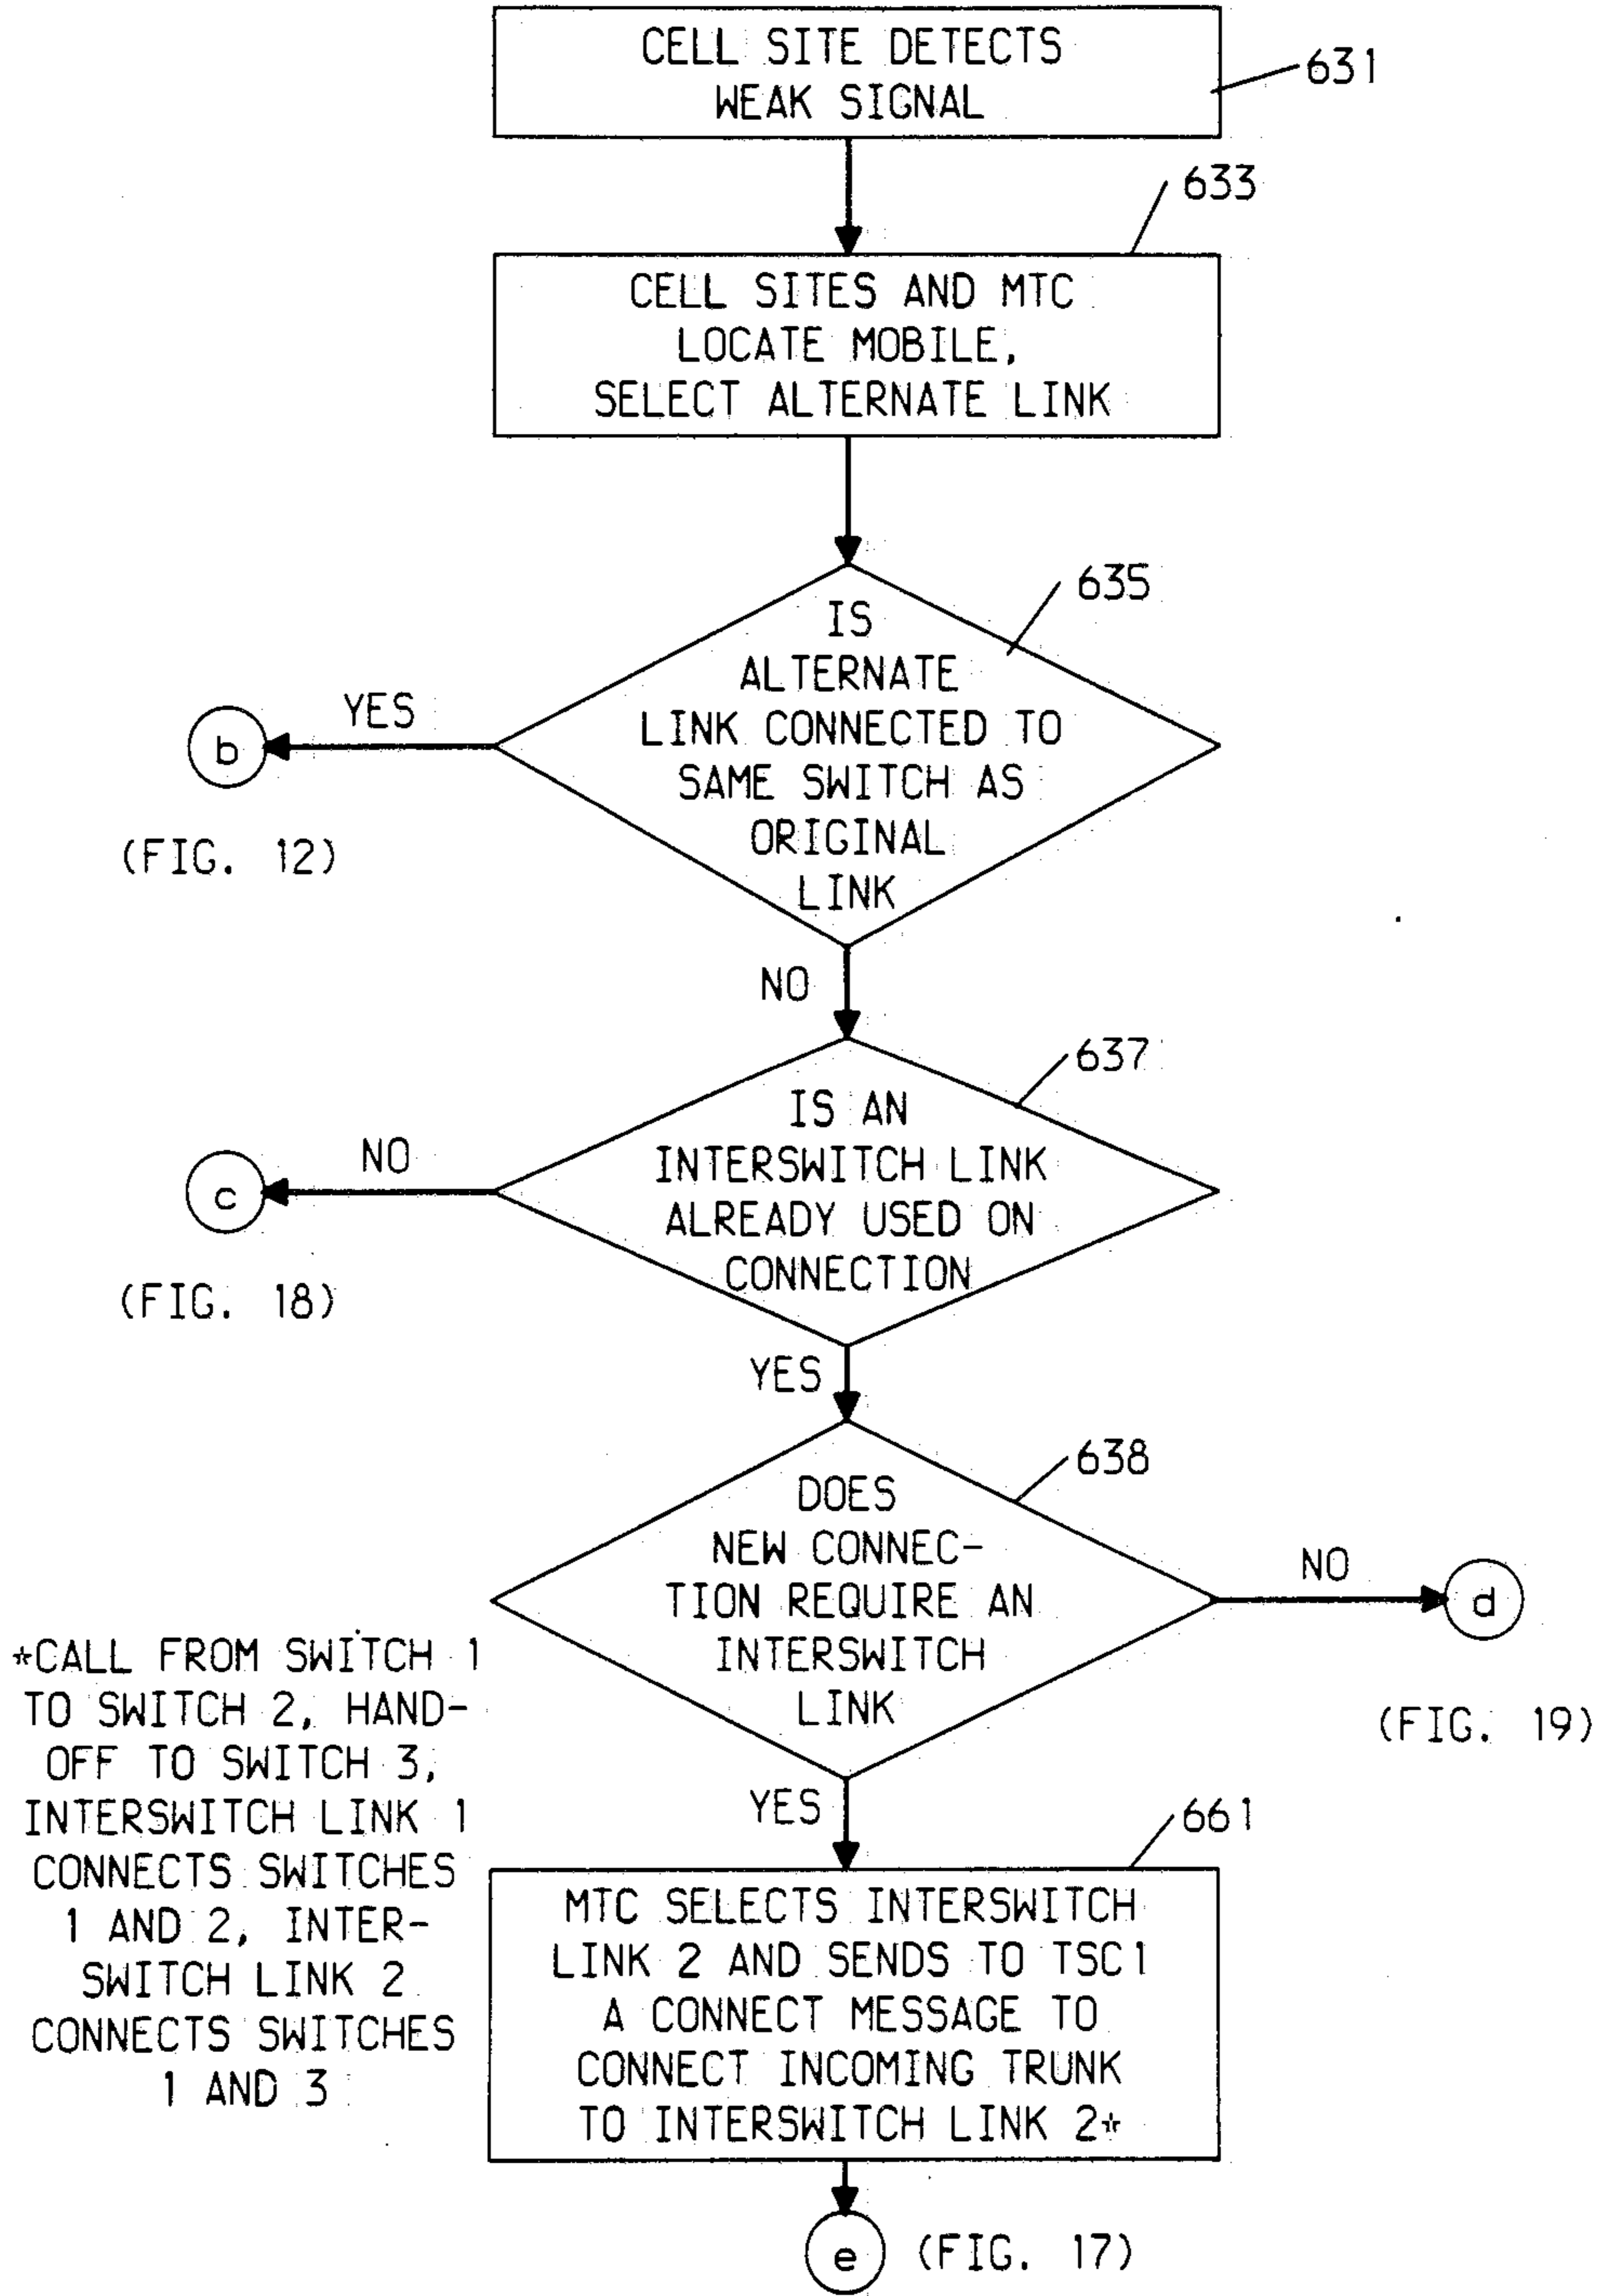 CELL SITE DETECTS
WEAK SIGNAL
631
633
CELL SITES AND MTC
LOCATE MOBILE,
SELECT ALTERNATE LINK
635
IS
ALTERNATE
LINK CONNECTED TO
SAME SWITCH AS
ORIGINAL
LINK
YES
b
(FIG. 12)
NO
637
IS AN
INTERSWITCH LINK
ALREADY USED ON
CONNECTION
NO
c
(FIG. 18)
YES
638
DOES
NEW CONNEC-
TION REQUIRE AN
INTERSWITCH
LINK
NO
d
(FIG. 19)
YES
*CALL FROM SWITCH 1
TO SWITCH 2, HAND-
OFF TO SWITCH 3,
INTERSWITCH LINK 1
CONNECTS SWITCHES
1 AND 2, INTER-
SWITCH LINK 2
CONNECTS SWITCHES
1 AND 3
661
MTC SELECTS INTERSWITCH
LINK 2 AND SENDS TO TSC1
A CONNECT MESSAGE TO
CONNECT INCOMING TRUNK
TO INTERSWITCH LINK 2*
e (FIG. 17)